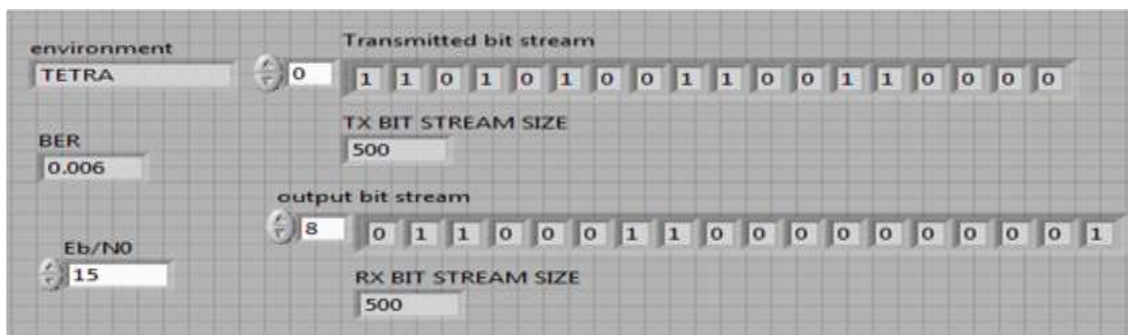 environment
Transmitted bit stream
TETRA
0 1 1 0 1 0 1 0 0 1 1 0 0 1 1 0 0 0 0
TX BIT STREAM SIZE
500
BER
0.006
output bit stream
8 0 1 1 0 0 0 1 1 0 0 0 0 0 0 0 0 0 1
Eb/N0
15
RX BIT STREAM SIZE
500